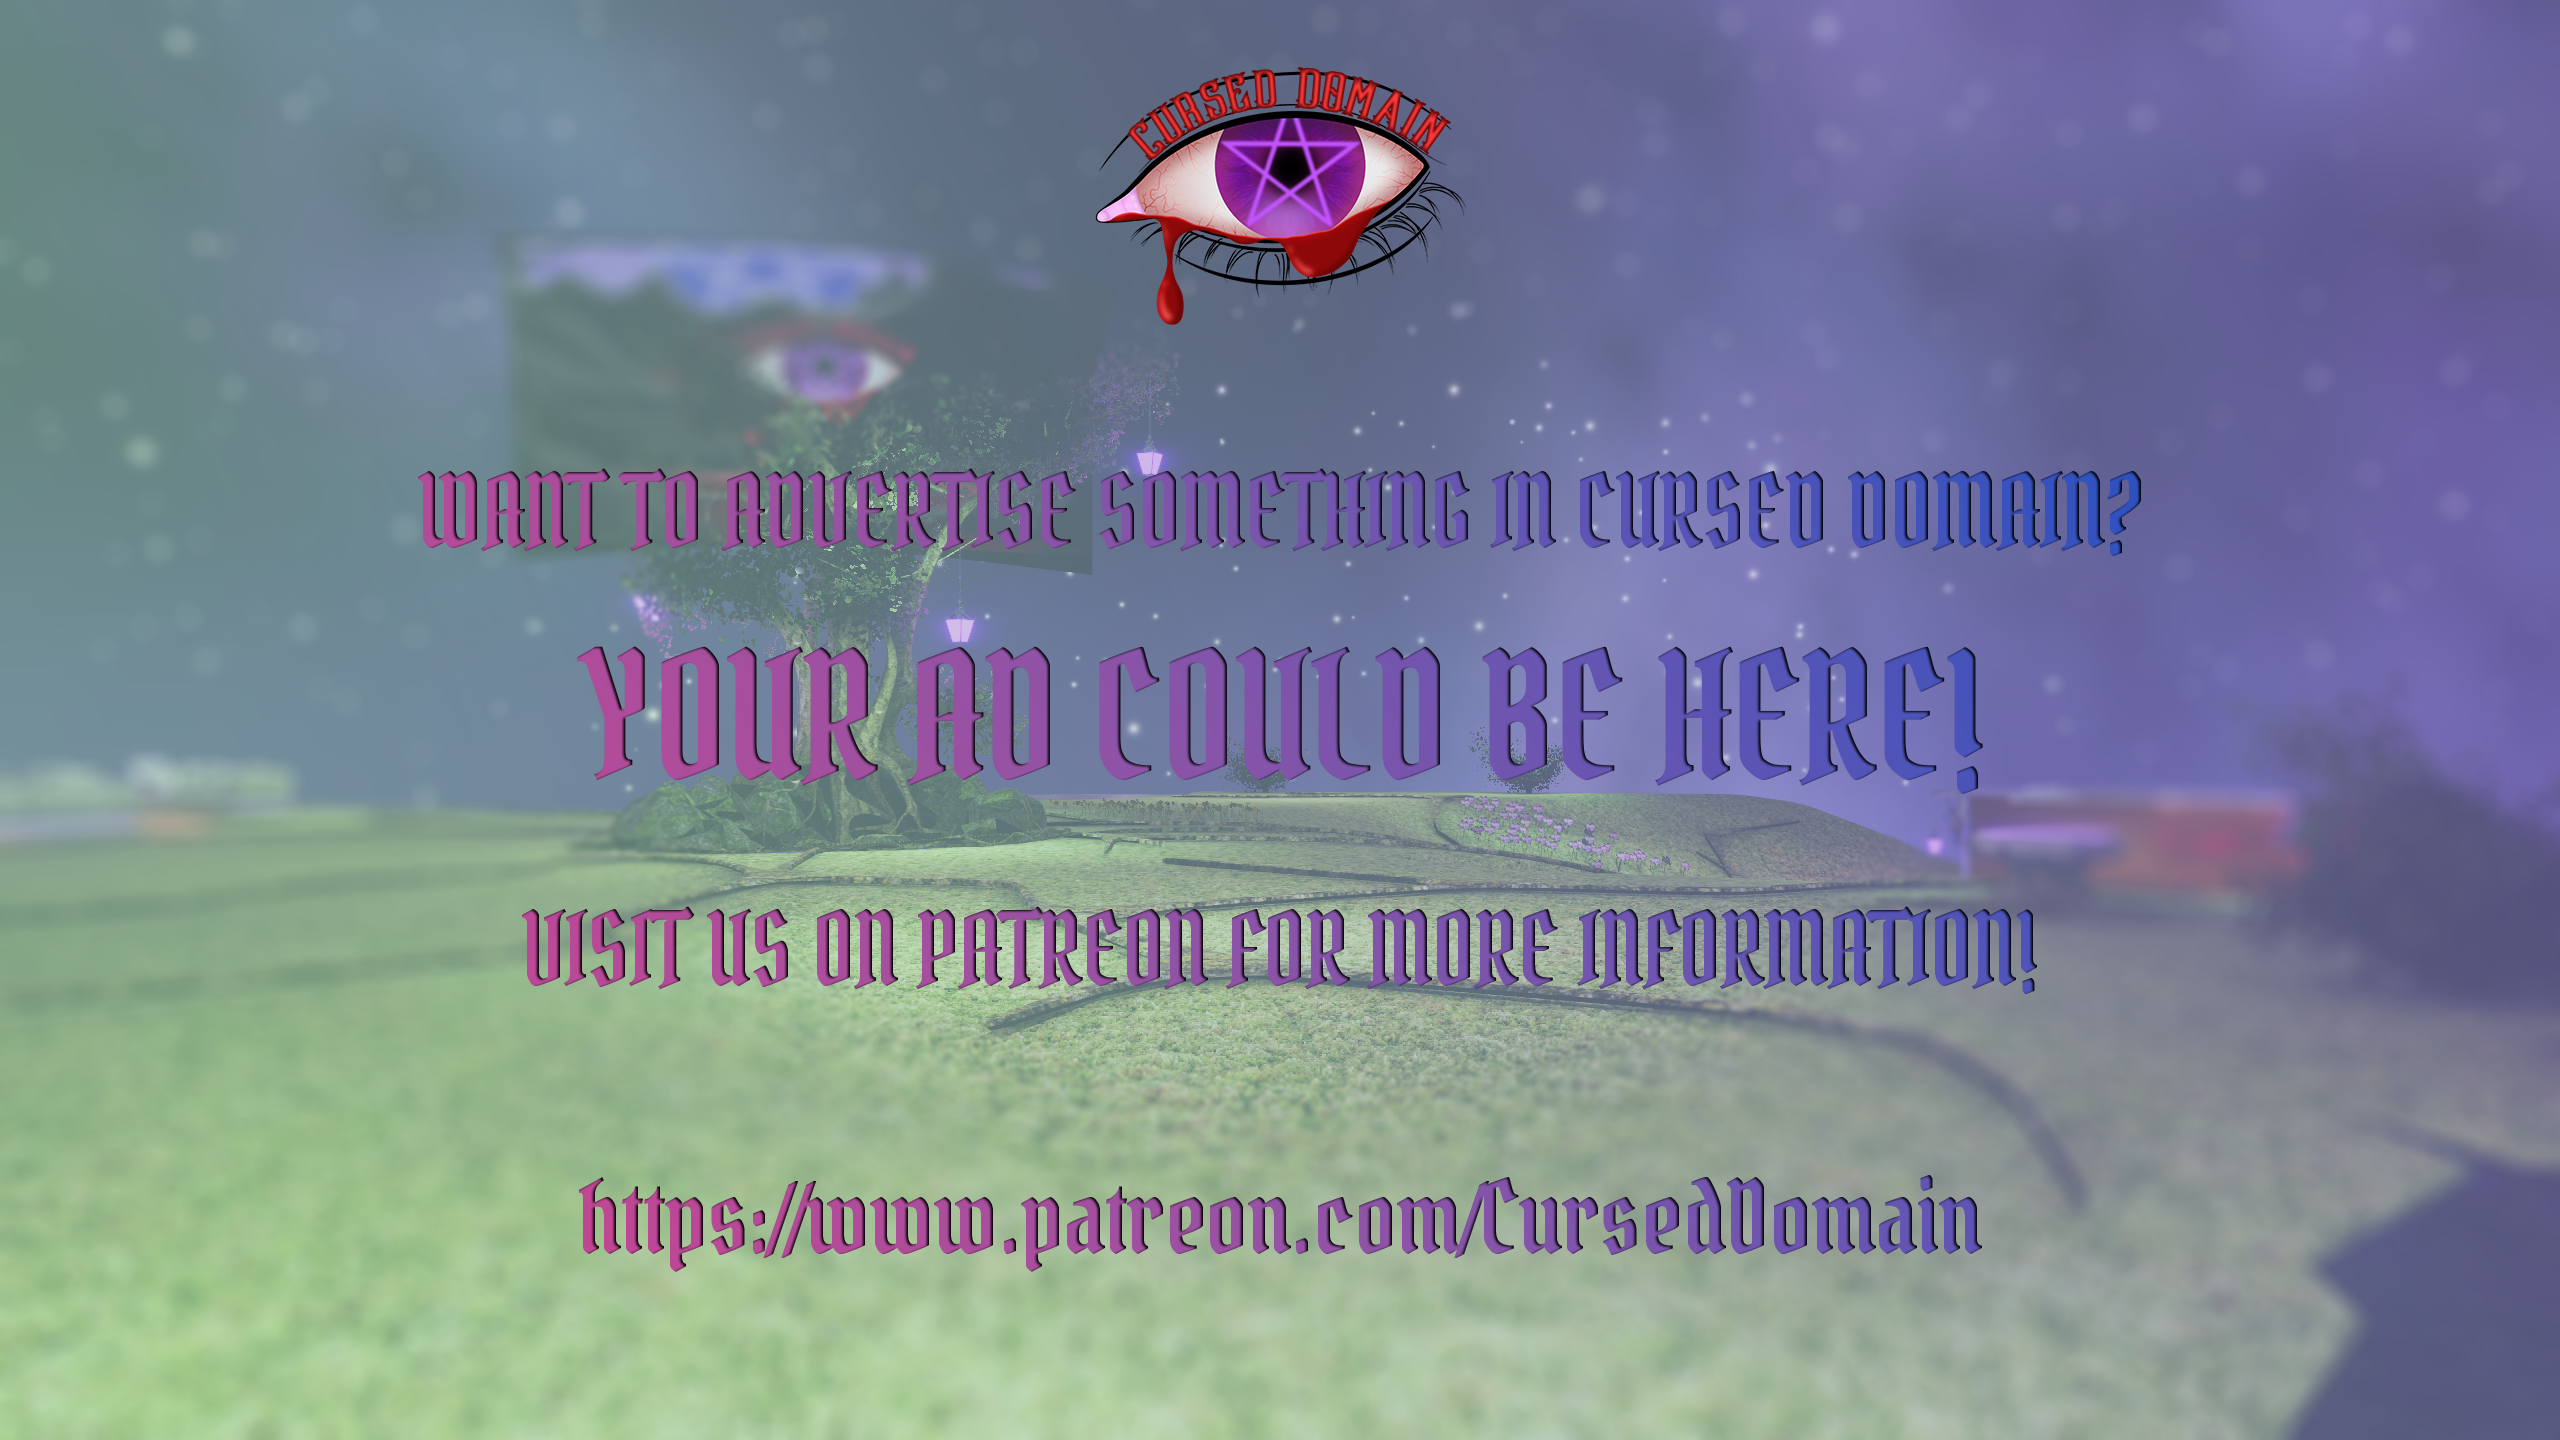 CURSED DOMAIN
WANT TO ADVERTISE SOMETHING IN CURSED DOMAIN?
YOUR AD COULD BE HERE!
VISIT US ON PATREON FOR MORE INFORMATION!
https://www.patreon.com/CursedDomain